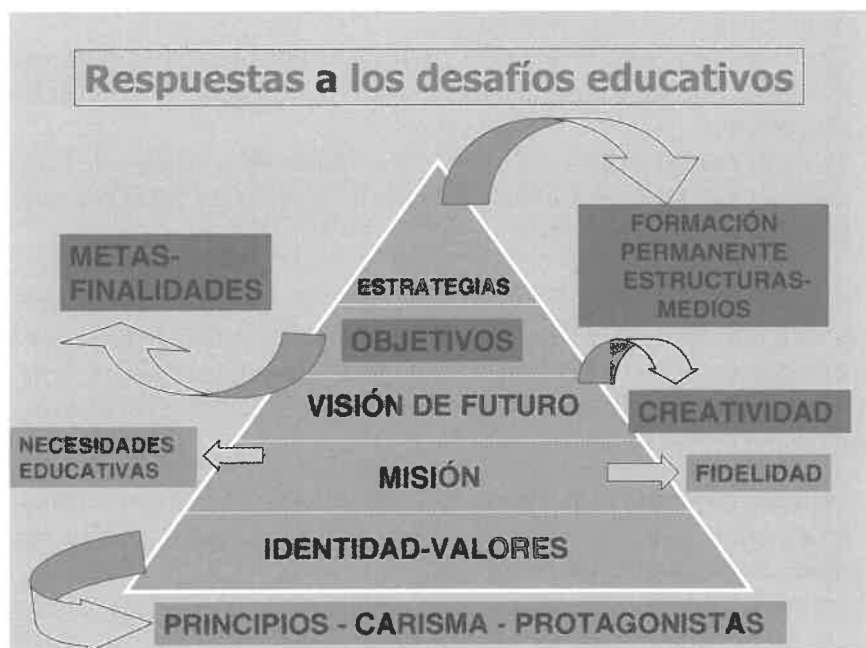 Respuestas a los desafíos educativos
FORMACIÓN
PERMANENTE
ESTRUCTURAS-
MEDIOS
METAS-
FINALIDADES
ESTRATEGIAS
OBJETIVOS
VISIÓN DE FUTURO
CREATIVIDAD
NECESIDADES
EDUCATIVAS
MISIÓN
FIDELIDAD
IDENTIDAD-VALORES
PRINCIPIOS - CARISMA - PROTAGONISTAS